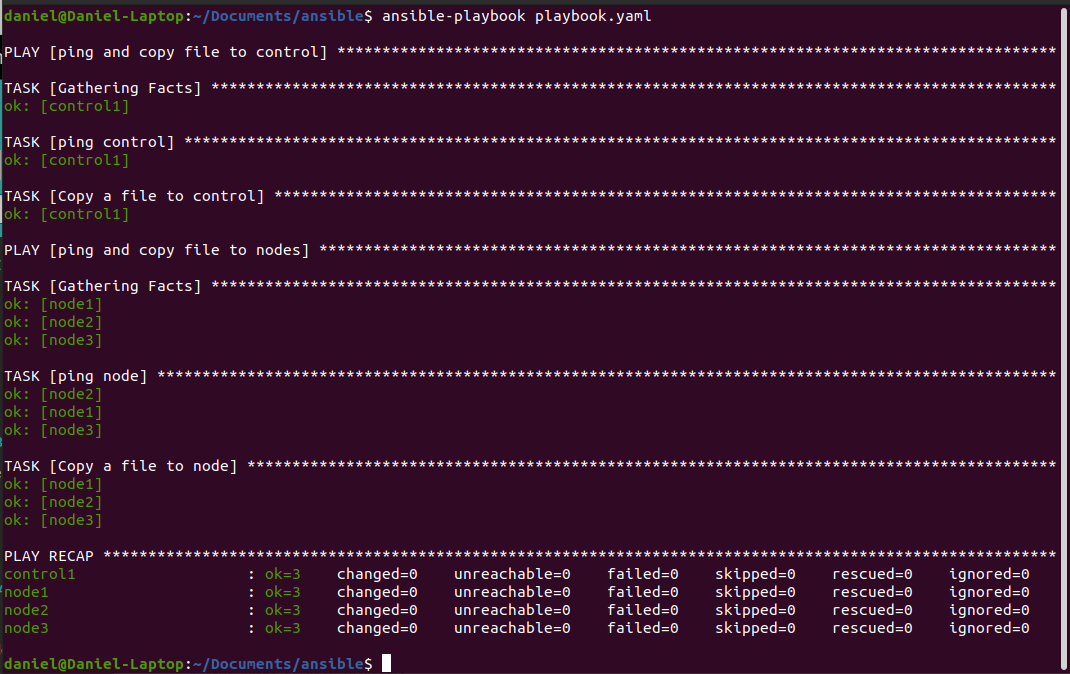 daniel@Daniel-Laptop:~/Documents/ansible$ ansible-playbook playbook.yaml
PLAY [ping and copy file to control] ********************************************************************************
TASK [Gathering Facts] **********************************************************************************************
ok: [control1]
TASK [ping control] *************************************************************************************************
ok: [control1]
TASK [Copy a file to control] ***************************************************************************************
ok: [control1]
PLAY [ping and copy file to nodes] **********************************************************************************
TASK [Gathering Facts] **********************************************************************************************
ok: [node1]
ok: [node2]
ok: [node3]
TASK [ping node] ****************************************************************************************************
ok: [node2]
ok: [node1]
ok: [node3]
TASK [Copy a file to node] ******************************************************************************************
ok: [node1]
ok: [node2]
ok: [node3]
PLAY RECAP **********************************************************************************************************
control1                   : ok=3    changed=0    unreachable=0    failed=0    skipped=0    rescued=0    ignored=0
node1                      : ok=3    changed=0    unreachable=0    failed=0    skipped=0    rescued=0    ignored=0
node2                      : ok=3    changed=0    unreachable=0    failed=0    skipped=0    rescued=0    ignored=0
node3                      : ok=3    changed=0    unreachable=0    failed=0    skipped=0    rescued=0    ignored=0
daniel@Daniel-Laptop:~/Documents/ansible$